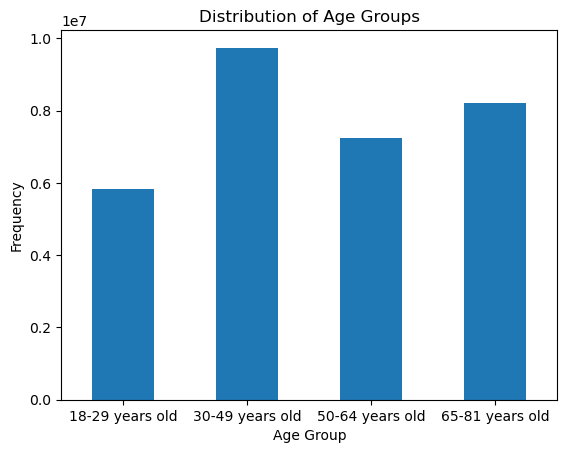 Distribution of Age Groups
1e7
1.0
0.8
0.6
0.4
0.2
0.0
Frequency
18-29 years old 30-49 years old 50-64 years old 65-81 years old
Age Group